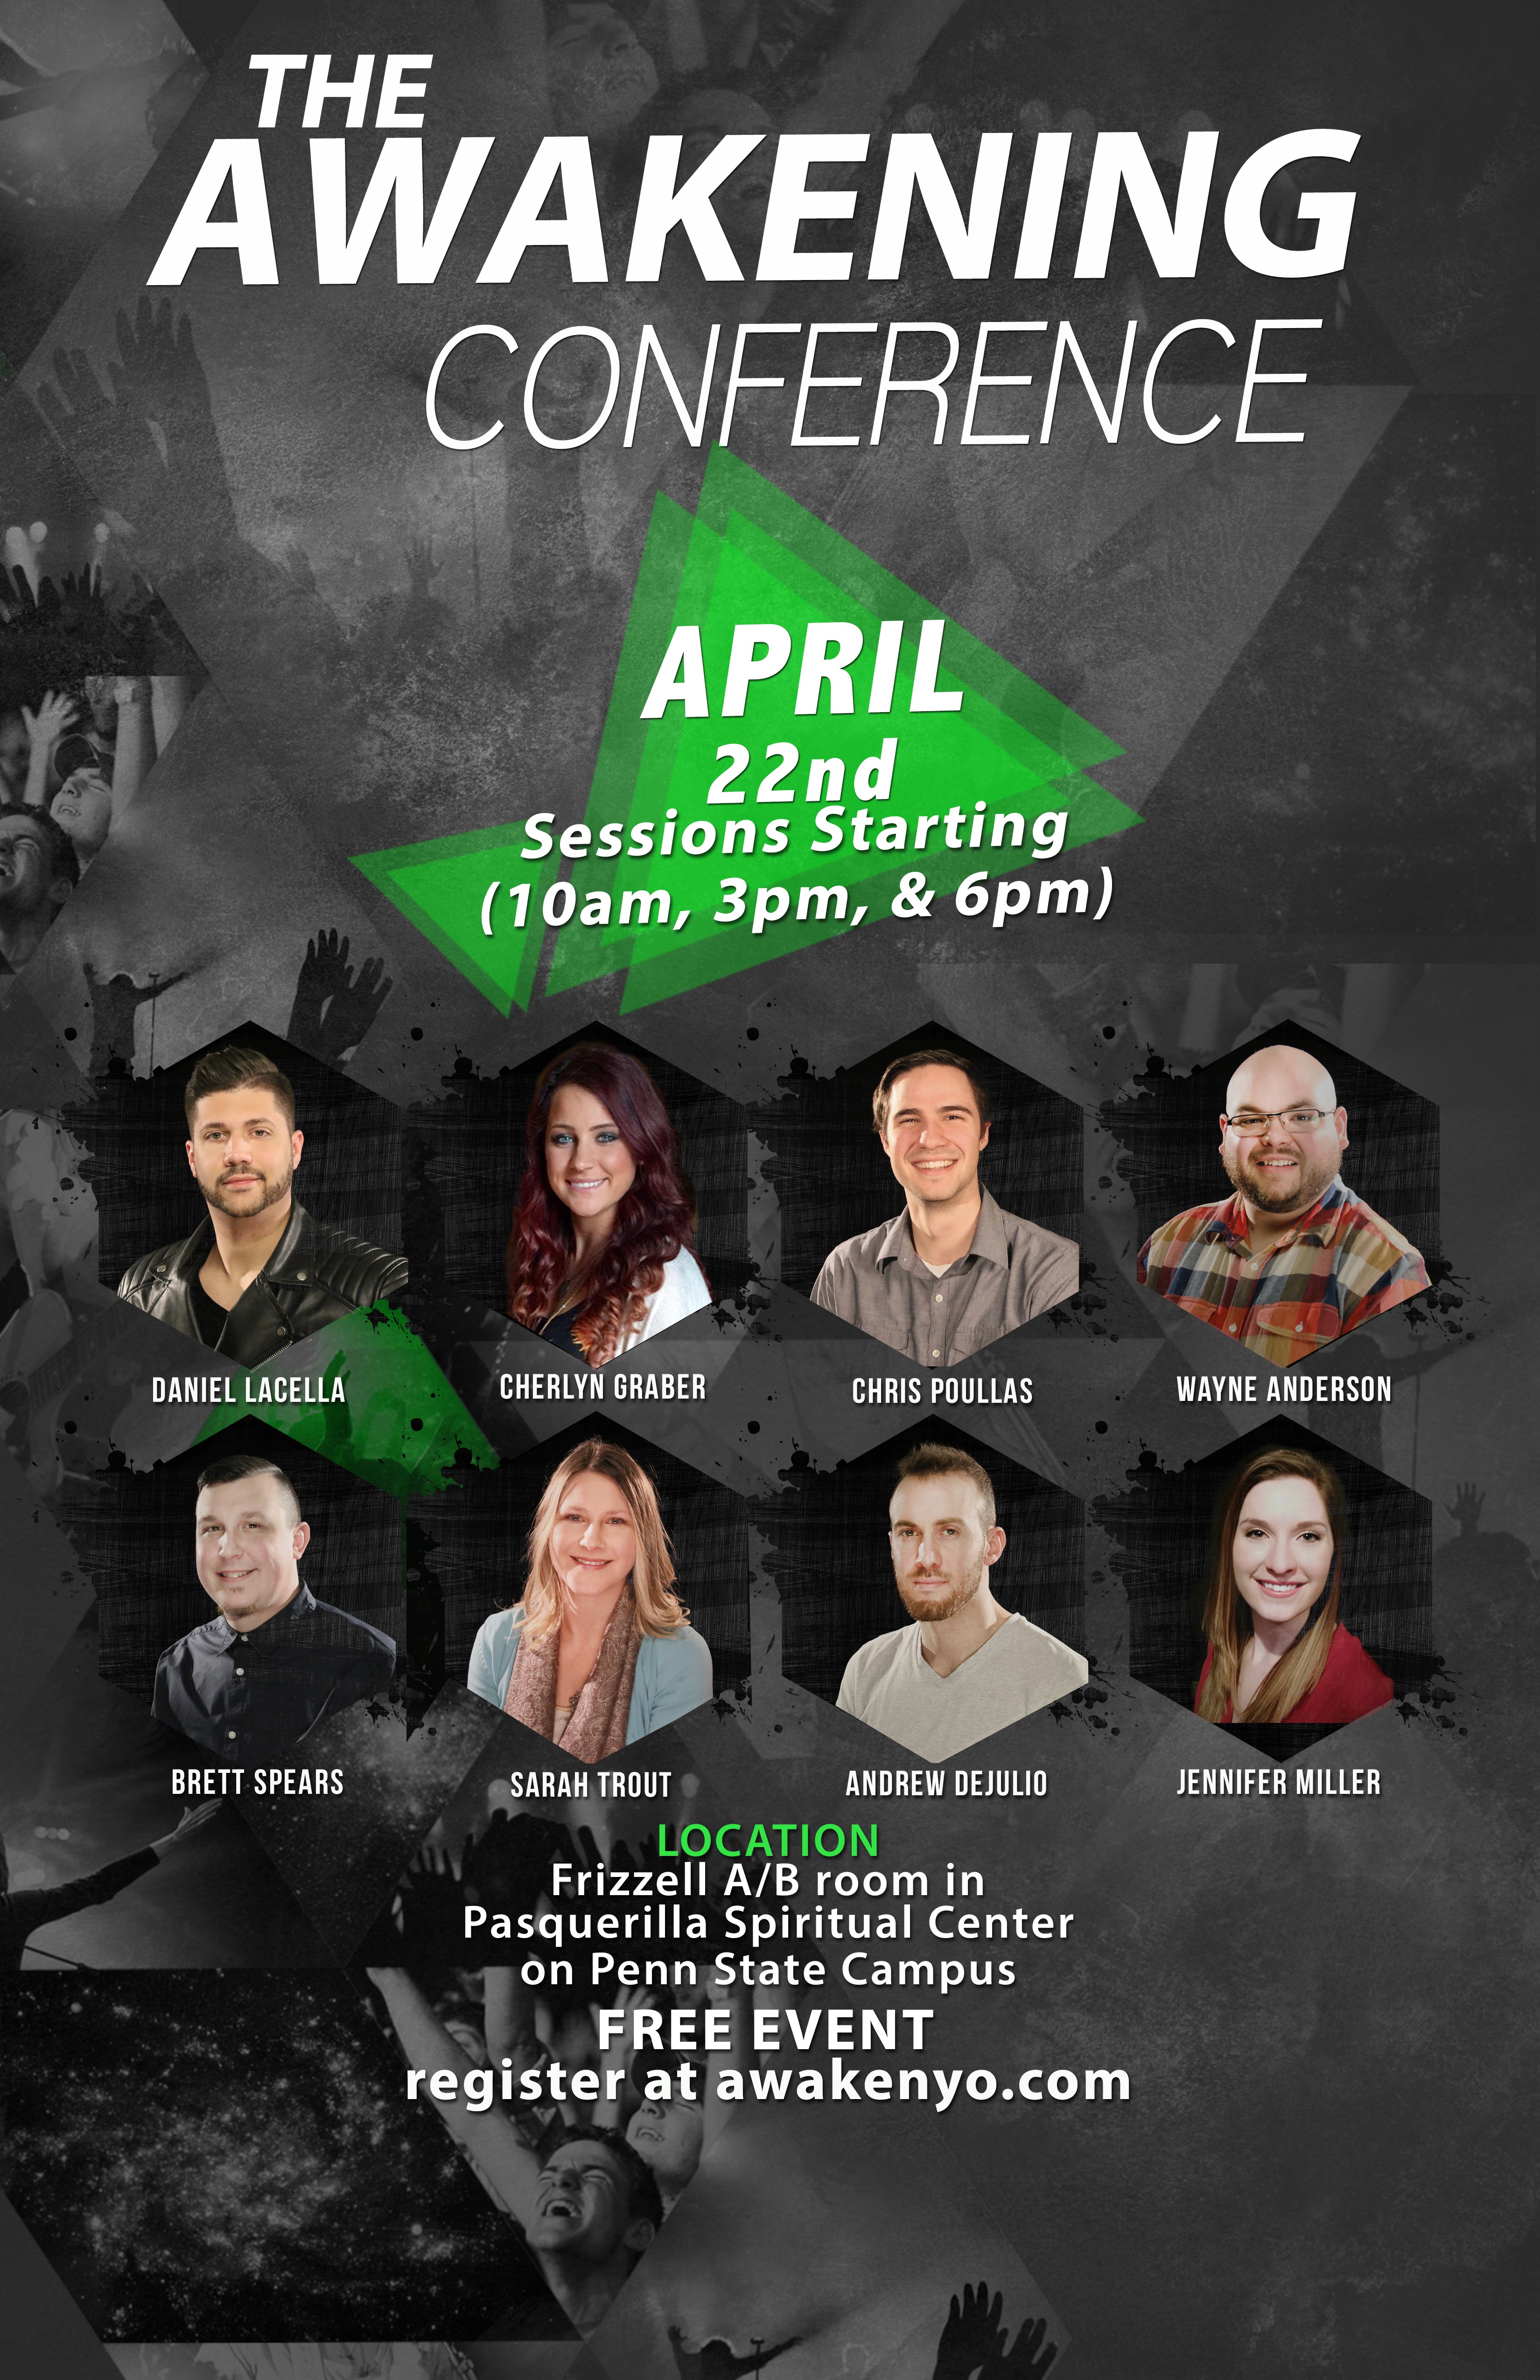 THE
AWAKENING
CONFERENCE
APRIL
22nd
Sessions Starting
(10am, 3pm, & 6pm)
DANIEL LACELLA
CHERLYN GRABER
CHRIS POULLAS
WAYNE ANDERSON
BRETT SPEARS
SARAH TROUT
ANDREW DEJULIO
JENNIFER MILLER
LOCATION
Frizzell A/B room in
Pasquerilla Spiritual Center
on Penn State Campus
FREE EVENT
register at awakenyo.com